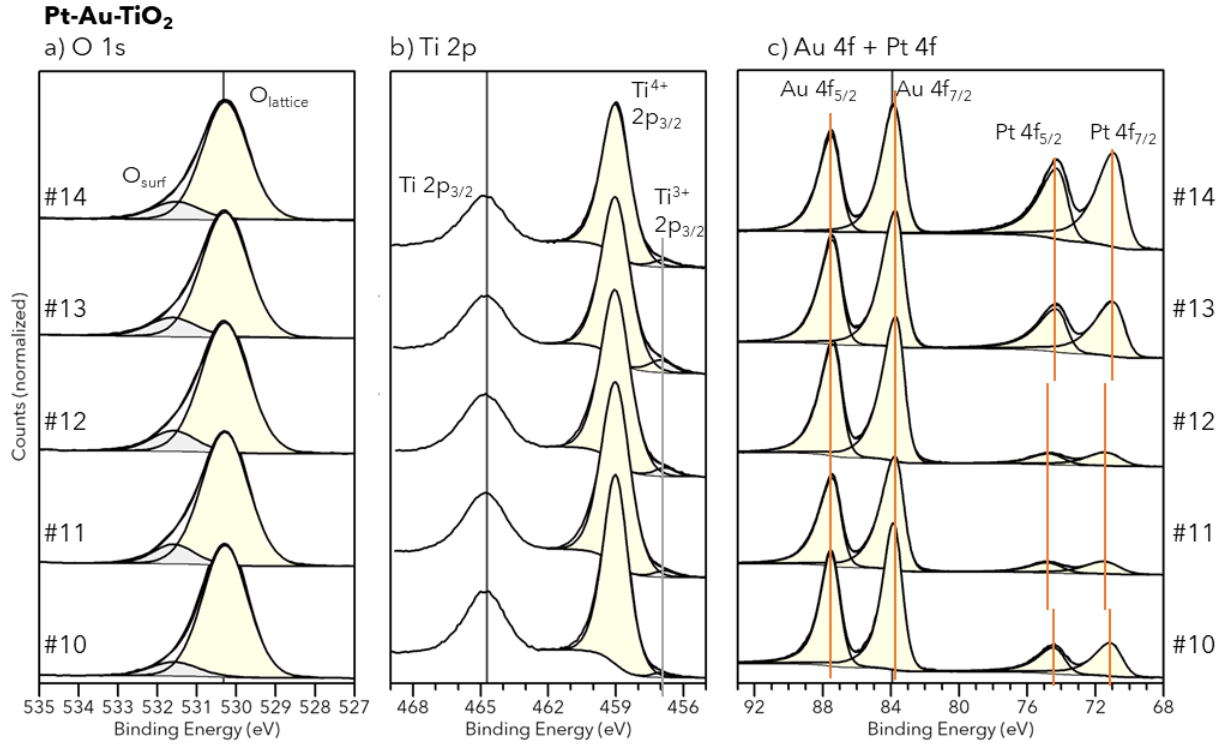 Pt-Au-TiO₂
a) O 1s
b) Ti 2p
c) Au 4f + Pt 4f
Counts (normalized)
O_lattice
O_surf
#14
#13
#12
#11
#10
535 534 533 532 531 530 529 528 527
Binding Energy (eV)
Ti⁴⁺
2p₃/₂
Ti 2p₃/₂
Ti³⁺
2p₃/₂
468 465 462 459 456
Binding Energy (eV)
Au 4f₅/₂
Au 4f₇/₂
Pt 4f₅/₂
Pt 4f₇/₂
#14
#13
#12
#11
#10
92 88 84 80 76 72 68
Binding Energy (eV)